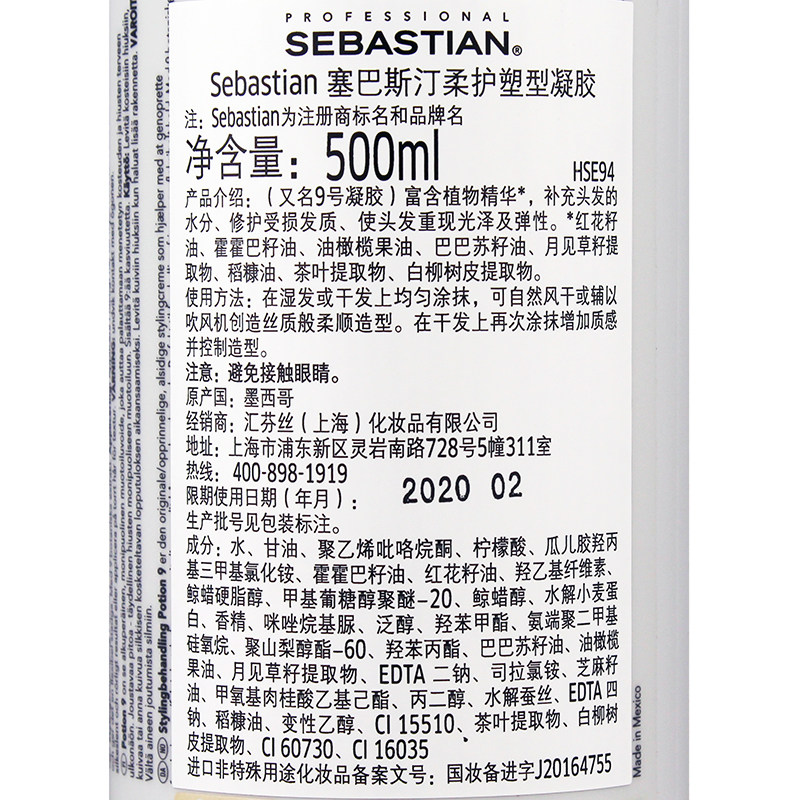 PROFESSIONAL
SEBASTIAN®
Sebastian 塞巴斯汀柔护塑型凝胶
注: Sebastian为注册商标名和品牌名
净含量: 500ml
HSE94
产品介绍:（又名9号凝胶）富含植物精华*，补充头发的
水分、修护受损发质、使头发重现光泽及弹性。*红花籽
油、霍霍巴籽油、油橄榄果油、巴巴苏籽油、月见草籽提
取物、稻糠油、茶叶提取物、白柳树皮提取物。
使用方法: 在湿发或干发上均匀涂抹，可自然风干或辅以
吹风机创造丝质般柔顺造型。在干发上再次涂抹增加质感
并控制造型。
注意: 避免接触眼睛。
原产国: 墨西哥
经销商: 汇芬丝（上海）化妆品有限公司
地址: 上海市浦东新区灵岩南路728号5幢311室
热线: 400-898-1919
限期使用日期（年月）: 2020 02
生产批号见包装标注。
成分: 水、甘油、聚乙烯吡咯烷酮、柠檬酸、瓜儿胶羟丙
基三甲基氯化铵、霍霍巴籽油、红花籽油、羟乙基纤维素、
鲸蜡硬脂醇、甲基葡糖醇聚醚-20、鲸蜡醇、水解小麦蛋
白、香精、咪唑烷基脲、泛醇、羟苯甲酯、氨端聚二甲基
硅氧烷、聚山梨醇酯-60、羟苯丙酯、巴巴苏籽油、油橄榄
果油、月见草籽提取物、EDTA 二钠、司拉氯铵、芝麻籽
油、甲氧基肉桂酸乙基己酯、丙二醇、水解蚕丝、EDTA 四
钠、稻糠油、变性乙醇、CI 15510、茶叶提取物、白柳树
皮提取物、CI 60730、CI 16035
进口非特殊用途化妆品备案文号: 国妆备进字J20164755
Made in Mexico